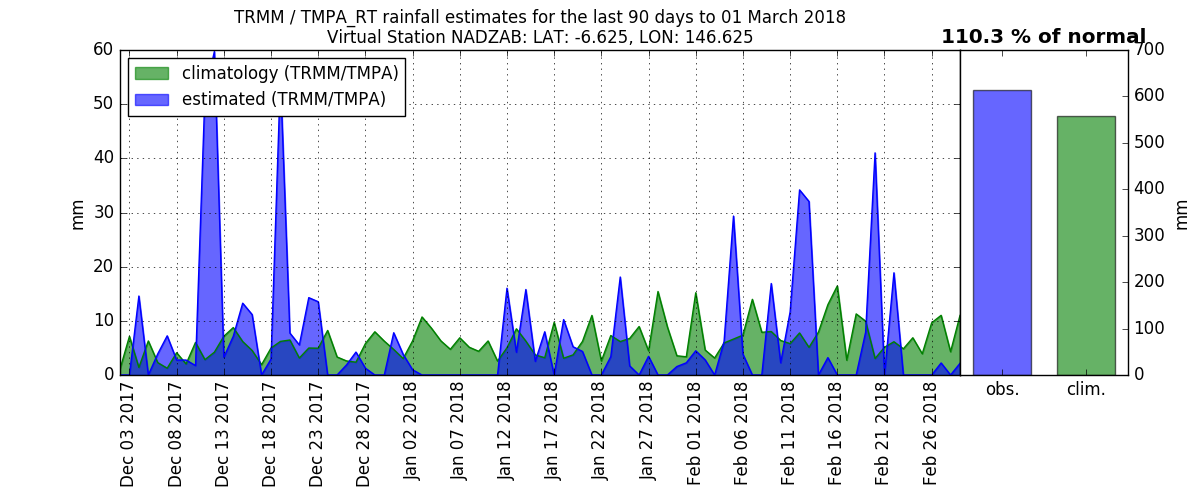 TRMM / TMPA_RT rainfall estimates for the last 90 days to 01 March 2018
Virtual Station NADZAB: LAT: -6.625, LON: 146.625
110.3 % of normal
climatology (TRMM/TMPA)
estimated (TRMM/TMPA)
60
50
40
30
20
10
0
mm
Dec 03 2017
Dec 08 2017
Dec 13 2017
Dec 18 2017
Dec 23 2017
Dec 28 2017
Jan 02 2018
Jan 07 2018
Jan 12 2018
Jan 17 2018
Jan 22 2018
Jan 27 2018
Feb 01 2018
Feb 06 2018
Feb 11 2018
Feb 16 2018
Feb 21 2018
Feb 26 2018
obs.
clim.
700
600
500
400
300
200
100
0
mm